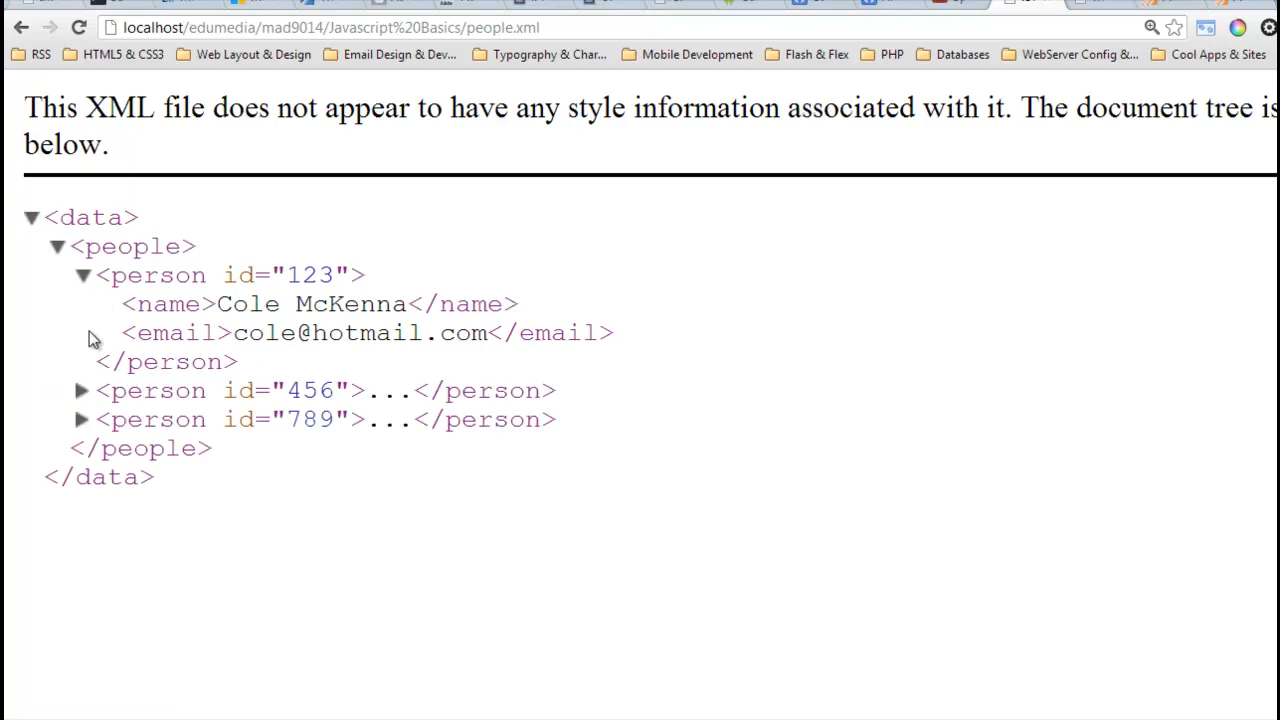 localhost/edumedia/mad9014/Javascript%20Basics/people.xml
RSS HTML5 & CSS3 Web Layout & Design Email Design & Dev... Typography & Char... Mobile Development Flash & Flex PHP Databases WebServer Config &... Cool Apps & Sites
This XML file does not appear to have any style information associated with it. The document tree is
below.
<data>
<people>
<person id="123">
<name>Cole McKenna</name>
<email>cole@hotmail.com</email>
</person>
<person id="456">...</person>
<person id="789">...</person>
</people>
</data>